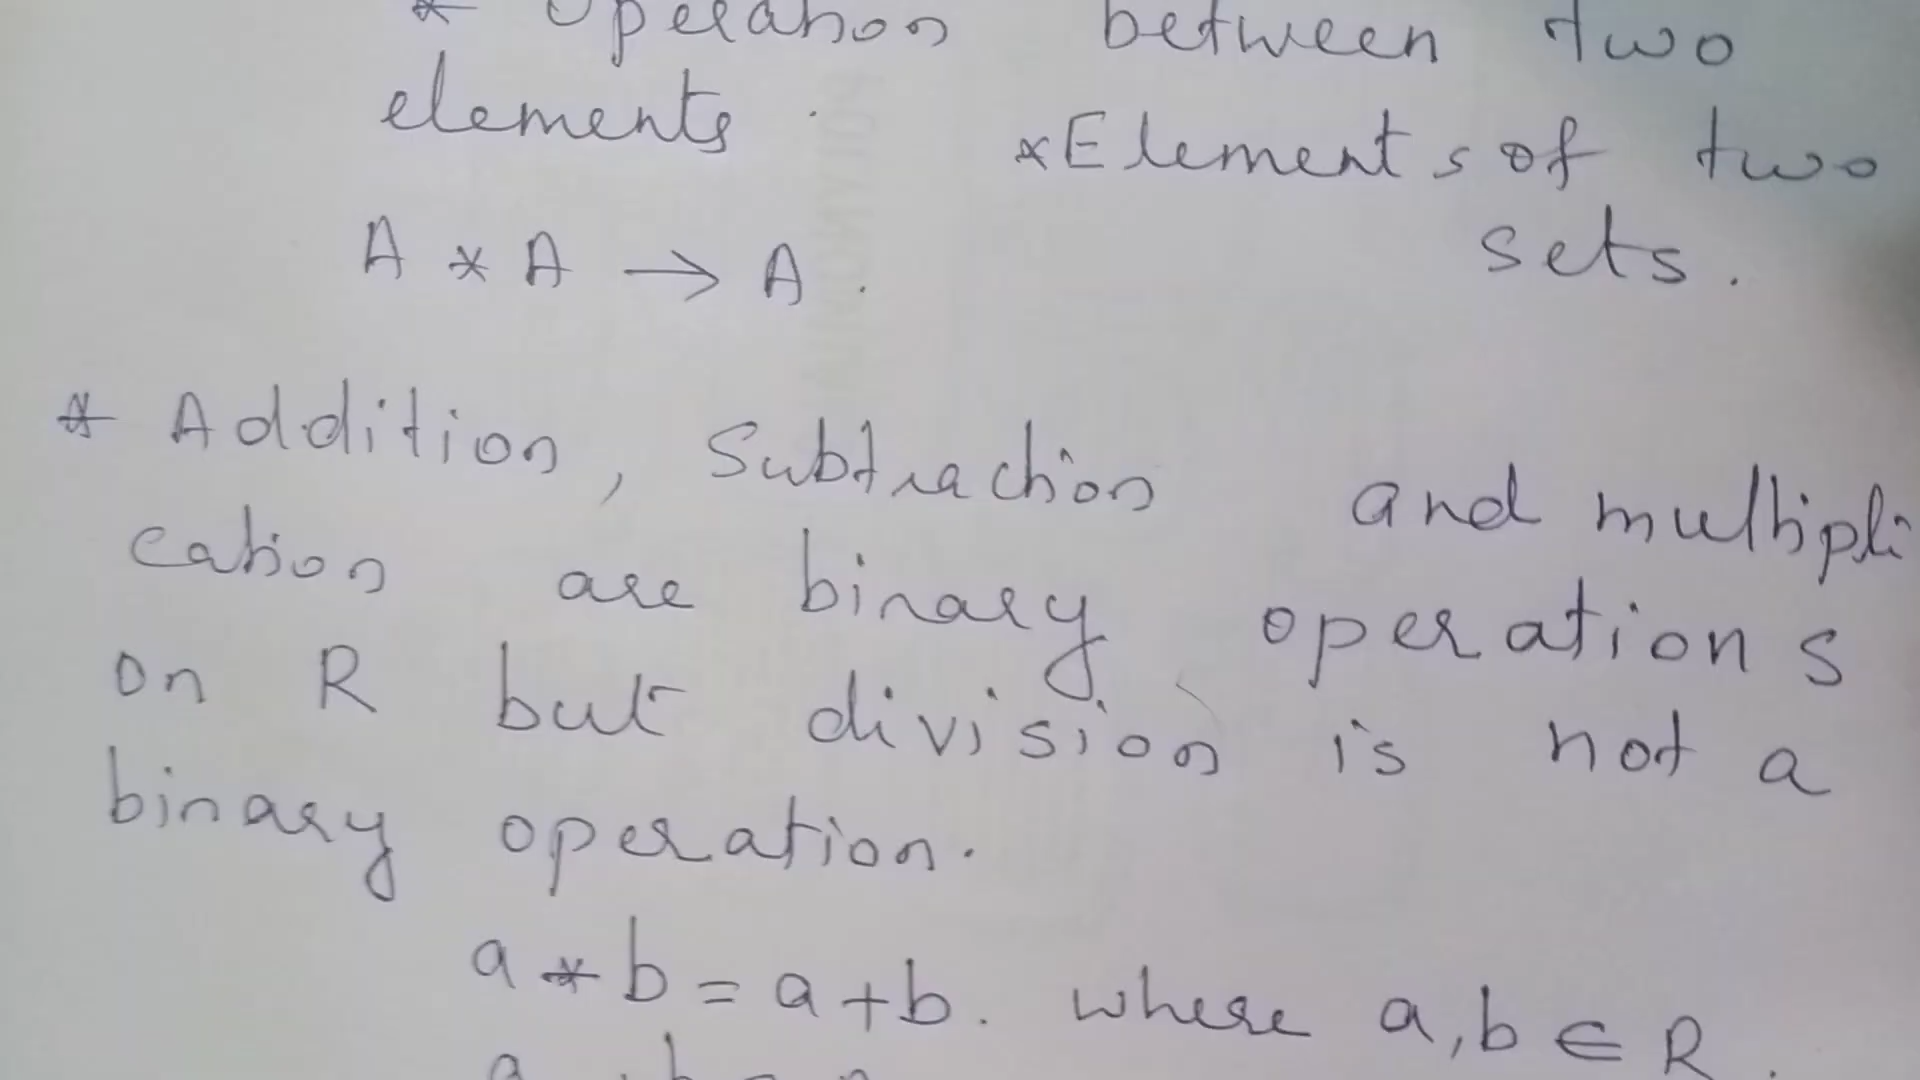 * Operation between two
elements.
*Elements of two
sets.
A * A → A.
* Addition, Subtraction and multipli
cation are binary operations
on R but division is not a
binary operation.
a * b = a + b. where a, b ∈ R.